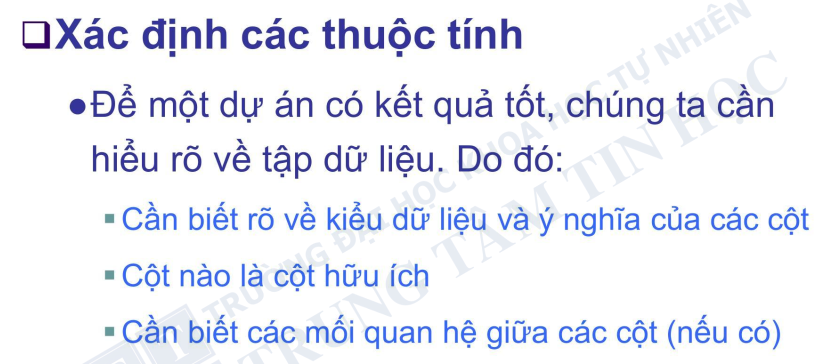 ❑Xác định các thuộc tính
●Để một dự án có kết quả tốt, chúng ta cần
hiểu rõ về tập dữ liệu. Do đó:
▪Cần biết rõ về kiểu dữ liệu và ý nghĩa của các cột
▪Cột nào là cột hữu ích
▪Cần biết các mối quan hệ giữa các cột (nếu có)
TRƯỜNG ĐẠI HỌC KHOA HỌC TỰ NHIÊN
TRUNG TÂM TIN HỌC